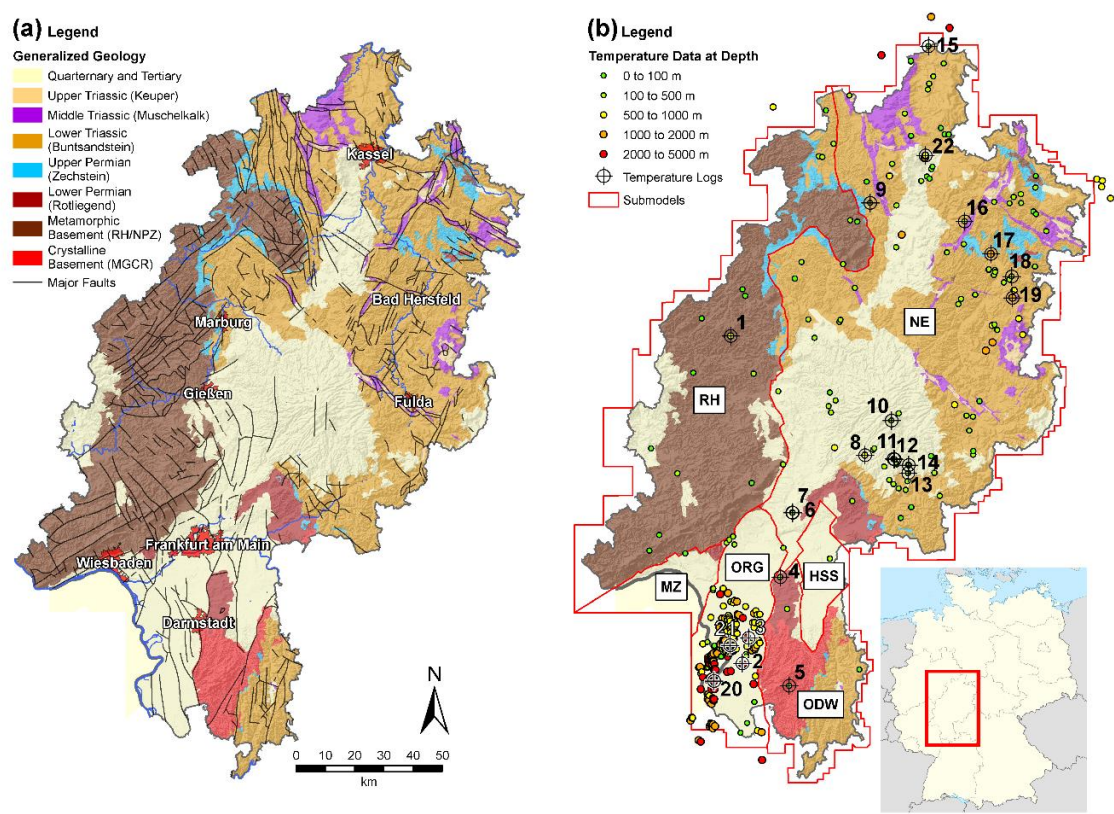 (a) Legend
Generalized Geology
Quarternary and Tertiary
Upper Triassic (Keuper)
Middle Triassic (Muschelkalk)
Lower Triassic
(Buntsandstein)
Upper Permian
(Zechstein)
Lower Permian
(Rotliegend)
Metamorphic
Basement (RH/NPZ)
Crystalline
Basement (MGCR)
Major Faults
Kassel
Bad Hersfeld
Marburg
Gießen
Fulda
Frankfurt am Main
Wiesbaden
Darmstadt
N
0 10 20 30 40 50
km
(b) Legend
Temperature Data at Depth
0 to 100 m
100 to 500 m
500 to 1000 m
1000 to 2000 m
2000 to 5000 m
Temperature Logs
Submodels
15
22
9
16
17
18
19
1
NE
RH
10
8
11
12
14
13
7
6
ORG
HSS
MZ
4
21
3
2
20
5
ODW